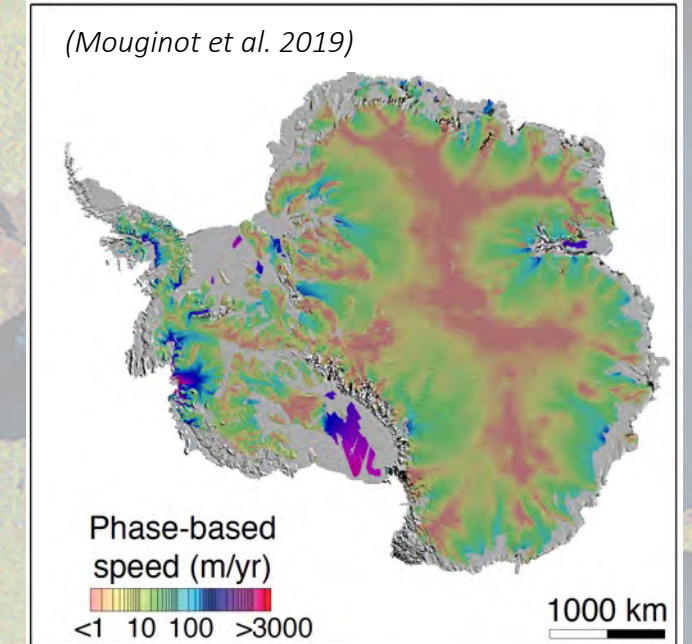 (Mouginot et al. 2019)
Phase-based
speed (m/yr)
<1 10 100 >3000
1000 km